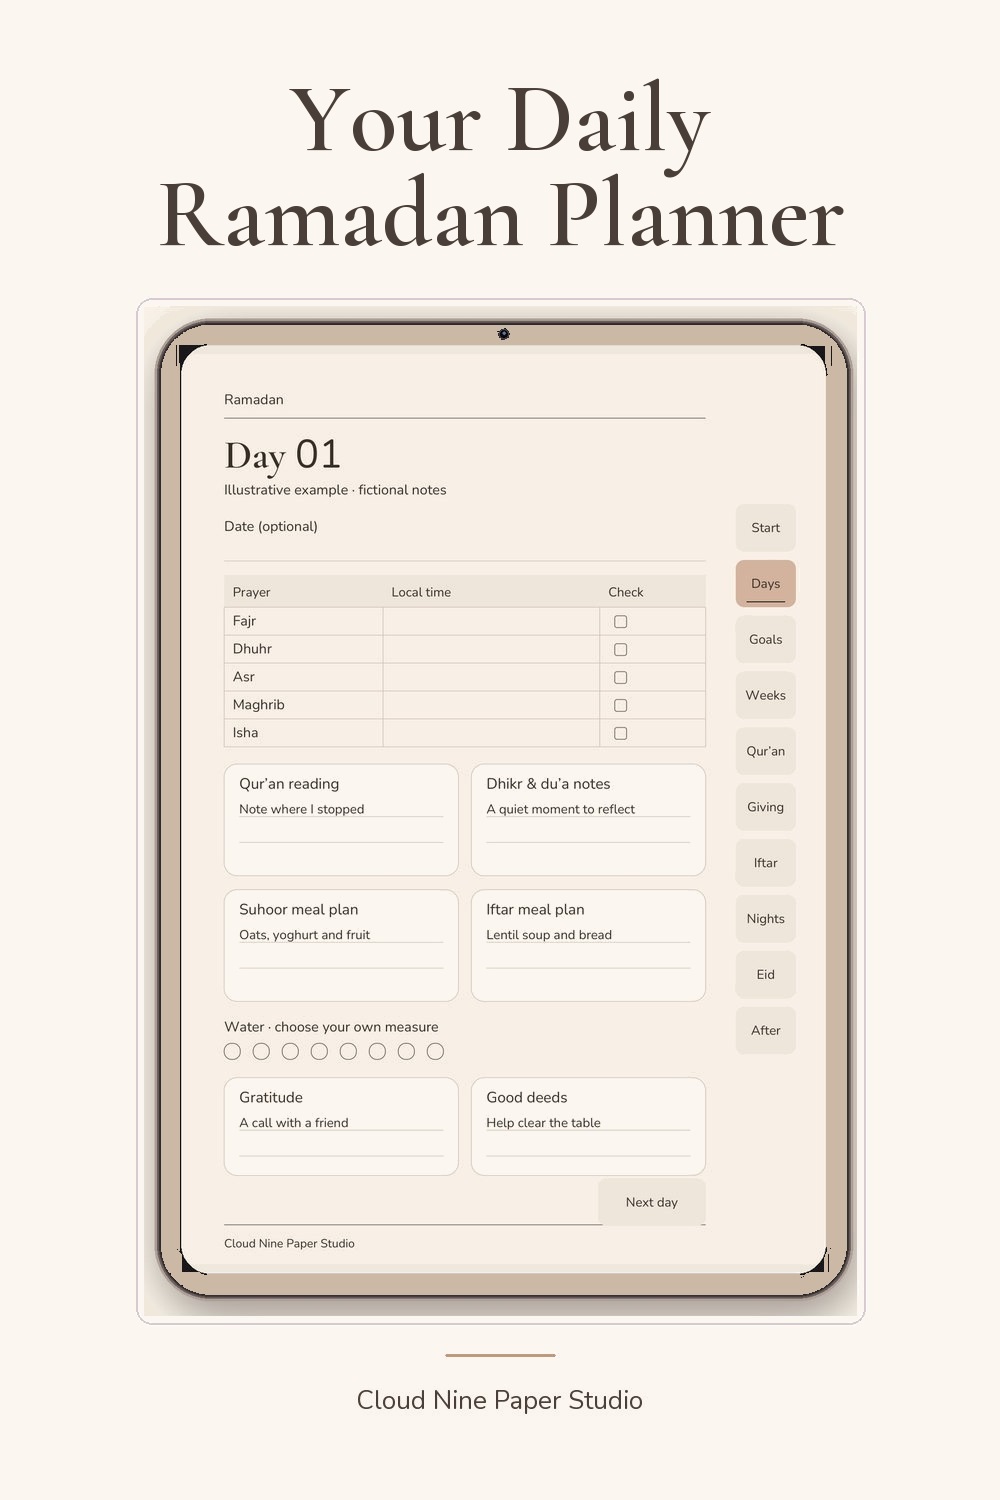 Your Daily
Ramadan Planner
Ramadan
Day 01
Illustrative example · fictional notes
Date (optional)
Prayer Local time Check
Fajr
Dhuhr
Asr
Maghrib
Isha
Qur’an reading
Note where I stopped
Dhikr & du’a notes
A quiet moment to reflect
Suhoor meal plan
Oats, yoghurt and fruit
Iftar meal plan
Lentil soup and bread
Water · choose your own measure
Gratitude
A call with a friend
Good deeds
Help clear the table
Next day
Cloud Nine Paper Studio
Start
Days
Goals
Weeks
Qur’an
Giving
Iftar
Nights
Eid
After
Cloud Nine Paper Studio